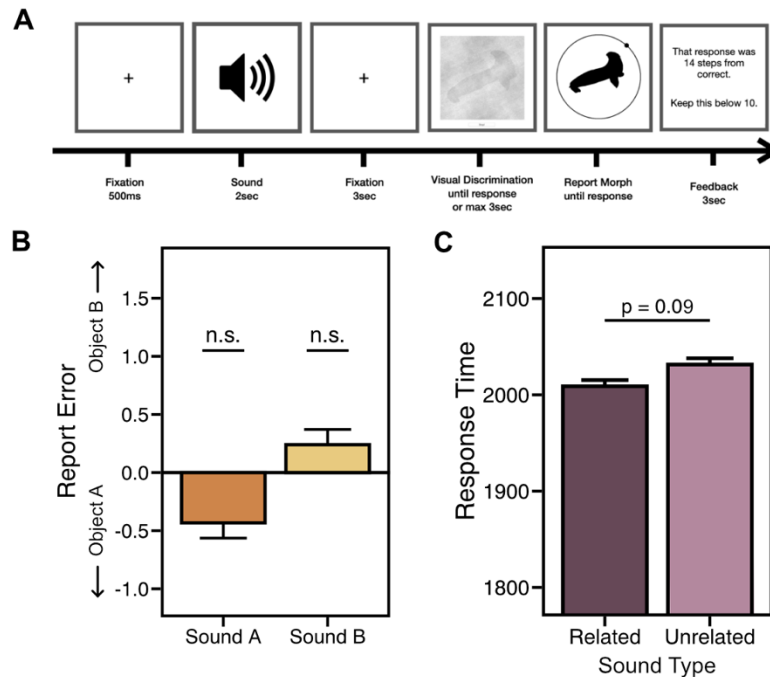 A
+
+
That response was
14 steps from
correct.
Keep this below 10.
Fixation
500ms
Sound
2sec
Fixation
3sec
Visual Discrimination
until response
or max 3sec
Report Morph
until response
Feedback
3sec
B
Report Error
← Object A
Object B →
1.5
1.0
0.5
0.0
-0.5
-1.0
n.s.
n.s.
Sound A
Sound B
C
Response Time
2100
2000
1900
1800
p = 0.09
Related
Unrelated
Sound Type